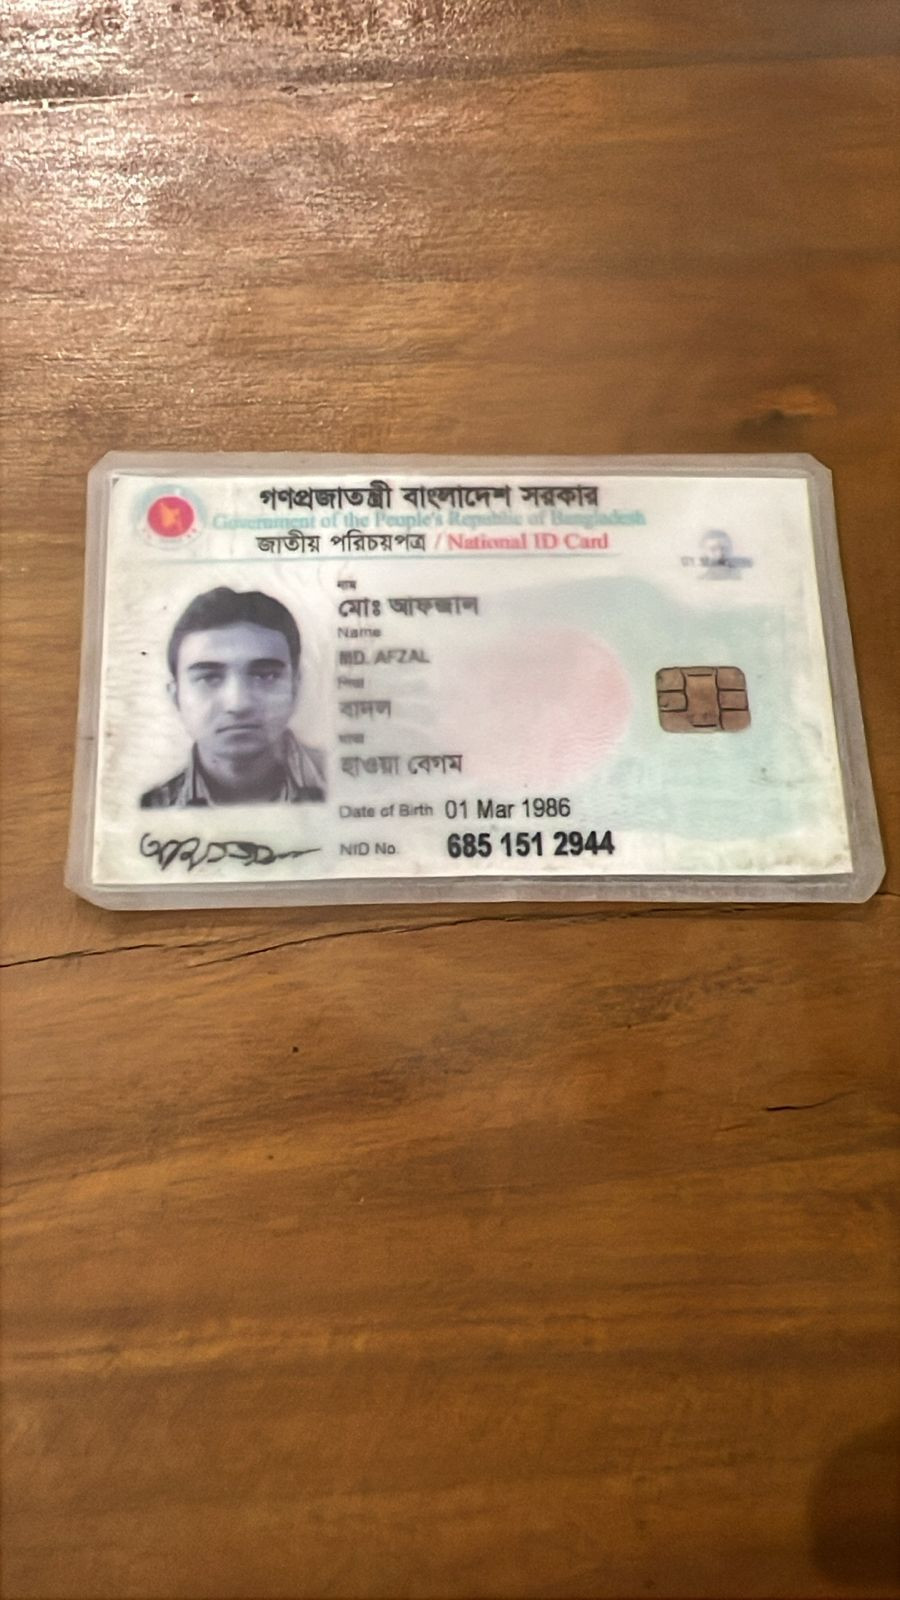 গণপ্রজাতন্ত্রী বাংলাদেশ সরকার
Government of the People's Republic of Bangladesh
জাতীয় পরিচয়পত্র / National ID Card
নাম
মোঃ আফজাল
Name
MD. AFZAL
পিতা
বাদল
মাতা
হাওয়া বেগম
Date of Birth 01 Mar 1986
NID No. 685 151 2944